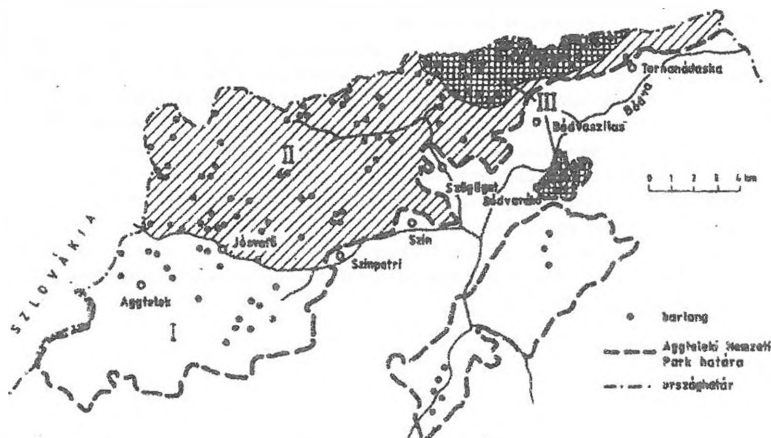 Tornanádaska
Bódva
III
Bódvaszilas
II
Szögliget
0 1 2 3 4 km
Bódvarákó
SZLOVÁKIA
Jósvafő
Szin
Szinpetri
Aggtelek
I
barlang
Aggteleki Nemzeti
Park határa
országhatár